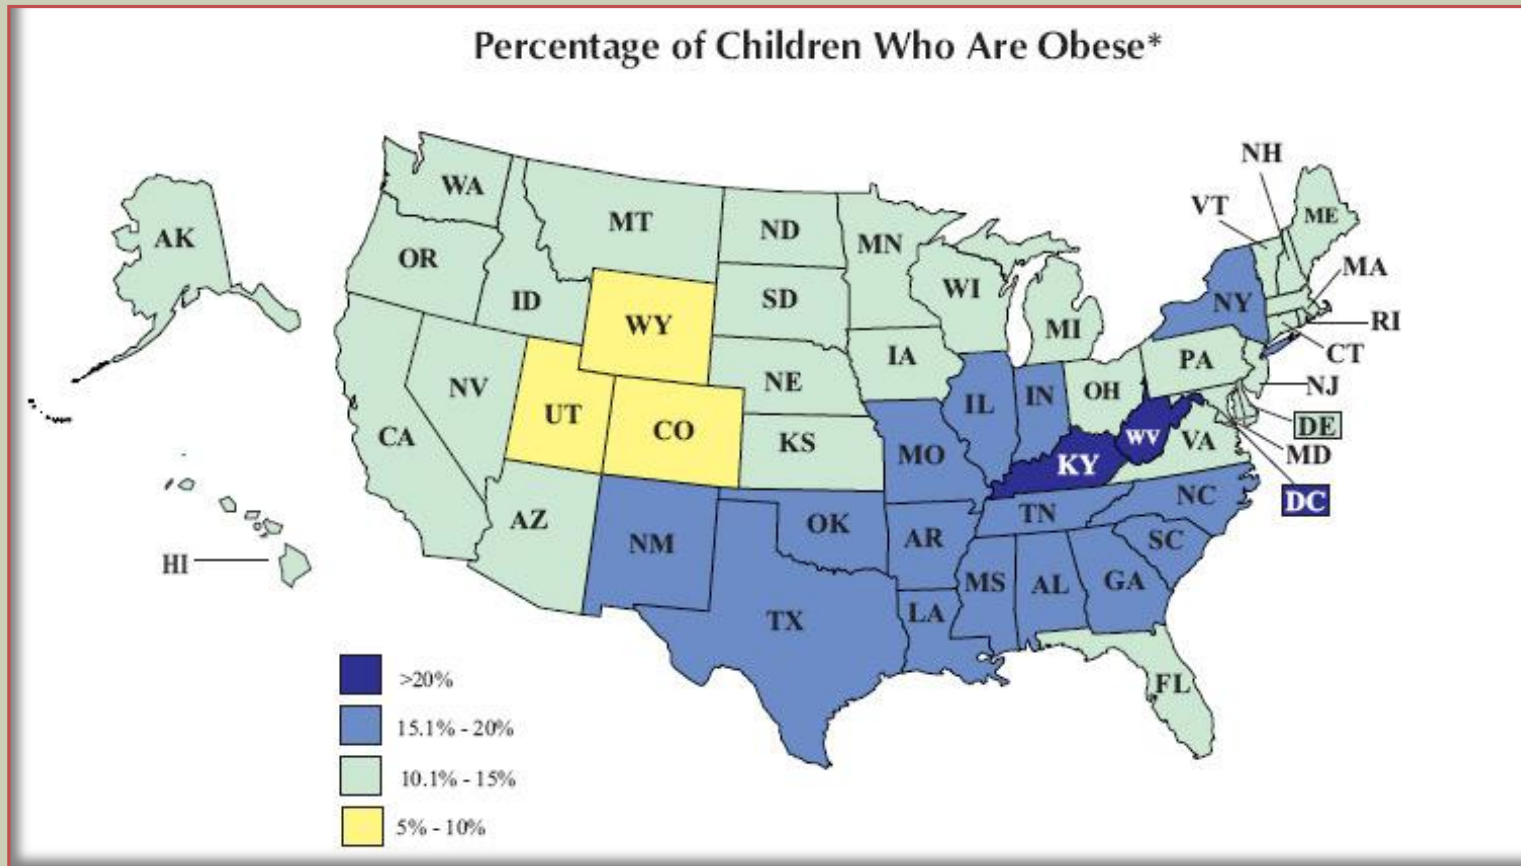 Percentage of Children Who Are Obese*
NH
VT
ME
WA
MT
ND
MN
AK
OR
MA
ID
SD
WI
NY
WY
MI
RI
IA
CT
PA
NV
NE
NJ
UT
OH
IL
IN
CO
DE
CA
KS
WV
VA
MO
KY
MD
DC
NC
AZ
TN
OK
AR
SC
NM
HI
MS
AL
GA
LA
TX
FL
>20%
15.1% - 20%
10.1% - 15%
5% - 10%